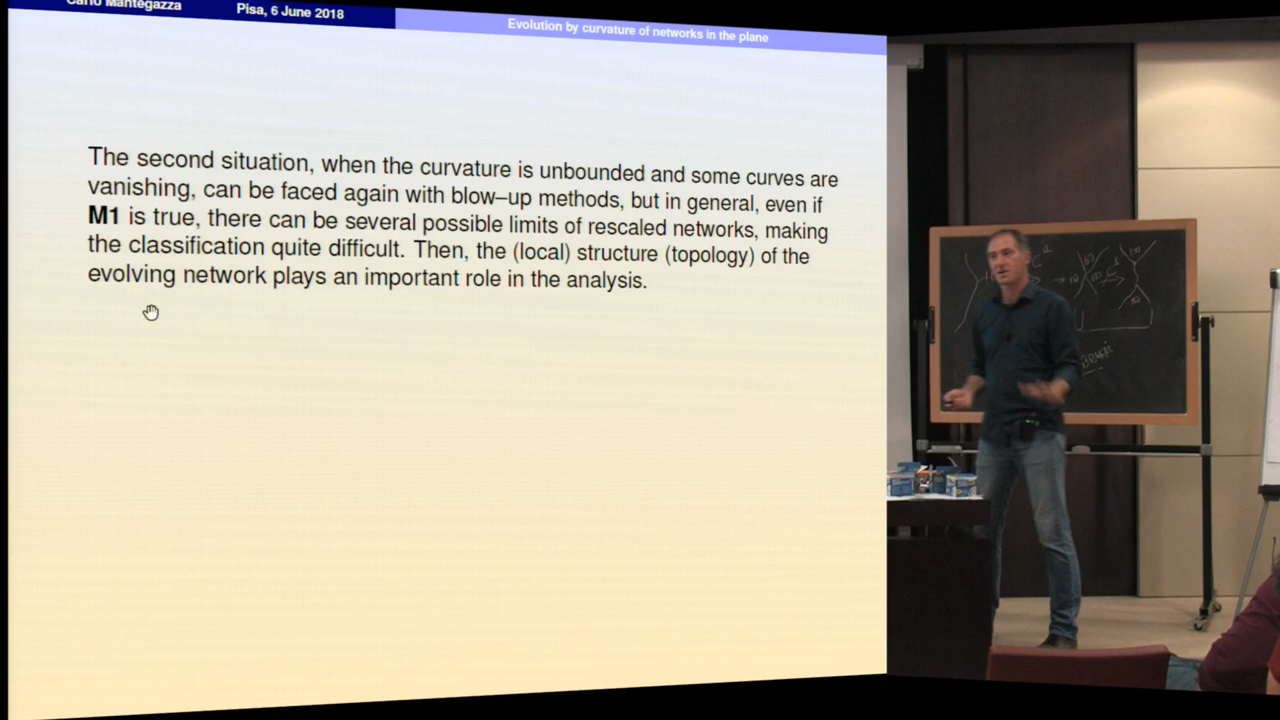 Carlo Mantegazza
Pisa, 6 June 2018
Evolution by curvature of networks in the plane
The second situation, when the curvature is unbounded and some curves are
vanishing, can be faced again with blow–up methods, but in general, even if
M1 is true, there can be several possible limits of rescaled networks, making
the classification quite difficult. Then, the (local) structure (topology) of the
evolving network plays an important role in the analysis.